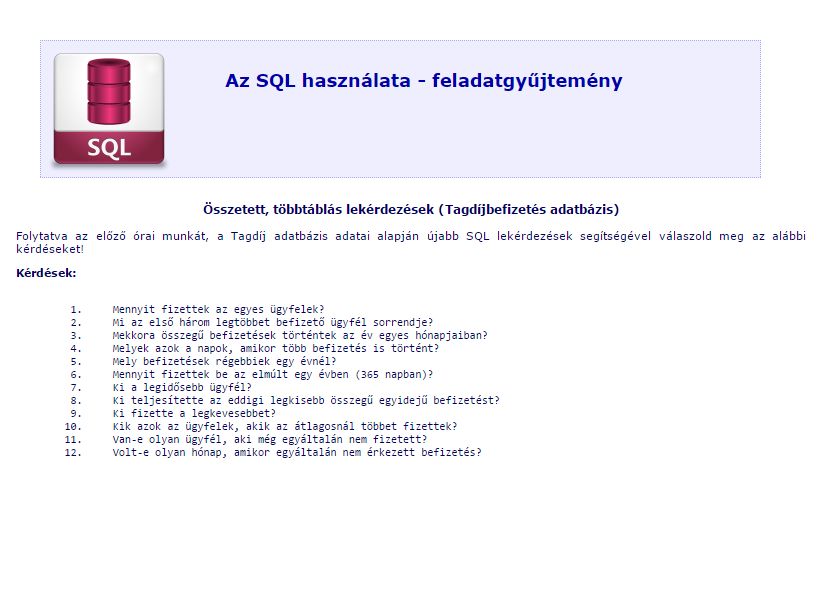 SQL
Az SQL használata - feladatgyűjtemény
Összetett, többtáblás lekérdezések (Tagdíjbefizetés adatbázis)
Folytatva az előző órai munkát, a Tagdíj adatbázis adatai alapján újabb SQL lekérdezések segítségével válaszold meg az alábbi
kérdéseket!
Kérdések:
1. Mennyit fizettek az egyes ügyfelek?
2. Mi az első három legtöbbet befizető ügyfél sorrendje?
3. Mekkora összegű befizetések történtek az év egyes hónapjaiban?
4. Melyek azok a napok, amikor több befizetés is történt?
5. Mely befizetések régebbiek egy évnél?
6. Mennyit fizettek be az elmúlt egy évben (365 napban)?
7. Ki a legidősebb ügyfél?
8. Ki teljesítette az eddigi legkisebb összegű egyidejű befizetést?
9. Ki fizette a legkevesebbet?
10. Kik azok az ügyfelek, akik az átlagosnál többet fizettek?
11. Van-e olyan ügyfél, aki még egyáltalán nem fizetett?
12. Volt-e olyan hónap, amikor egyáltalán nem érkezett befizetés?